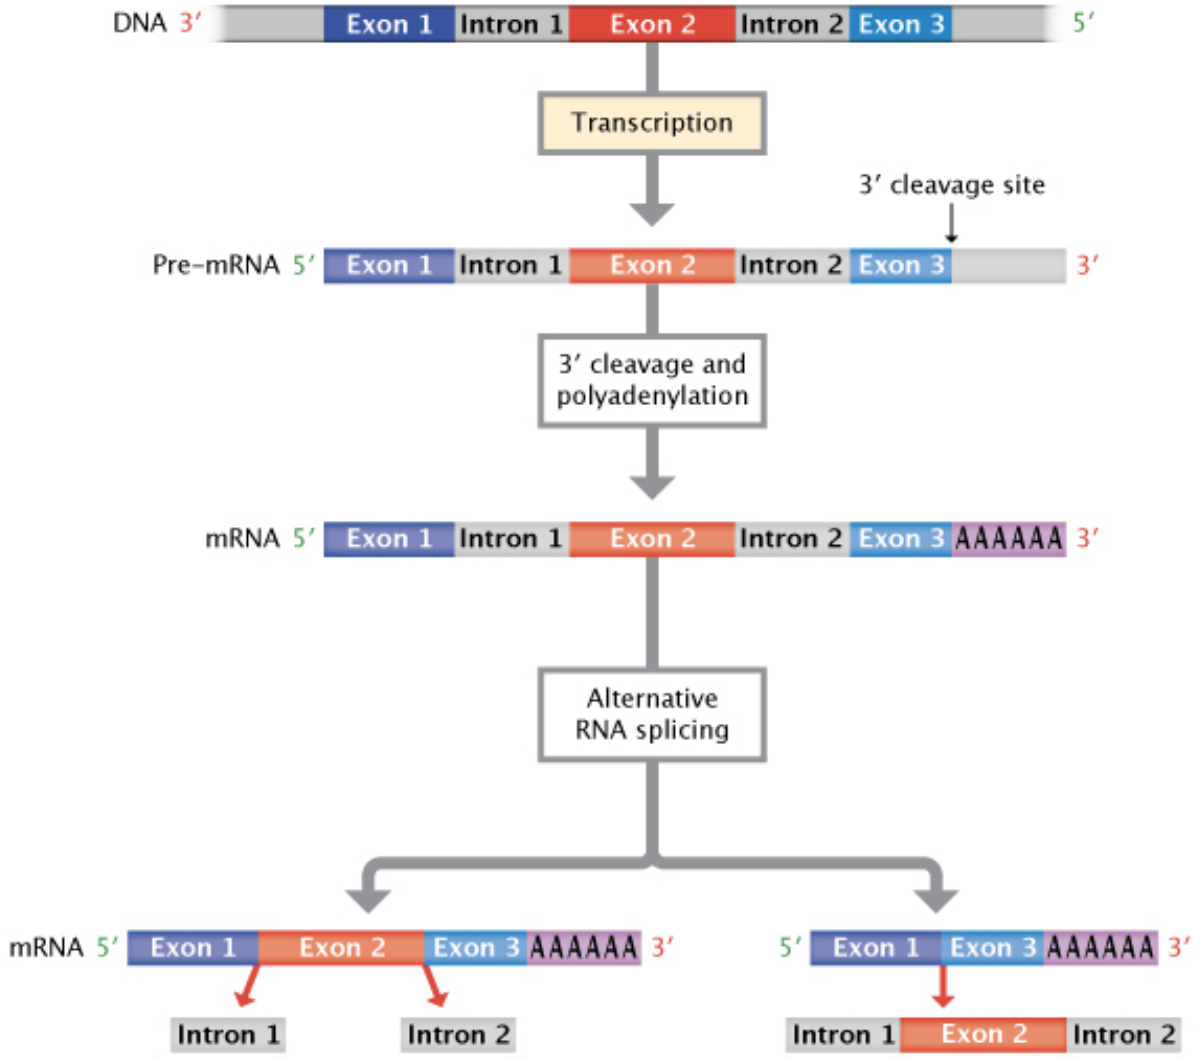 DNA 3′ Exon 1 Intron 1 Exon 2 Intron 2 Exon 3 5′
Transcription
3′ cleavage site
Pre–mRNA 5′ Exon 1 Intron 1 Exon 2 Intron 2 Exon 3 3′
3′ cleavage and
polyadenylation
mRNA 5′ Exon 1 Intron 1 Exon 2 Intron 2 Exon 3 AAAAAA 3′
Alternative
RNA splicing
mRNA 5′ Exon 1 Exon 2 Exon 3 AAAAAA 3′
5′ Exon 1 Exon 3 AAAAAA 3′
Intron 1 Intron 2
Intron 1 Exon 2 Intron 2